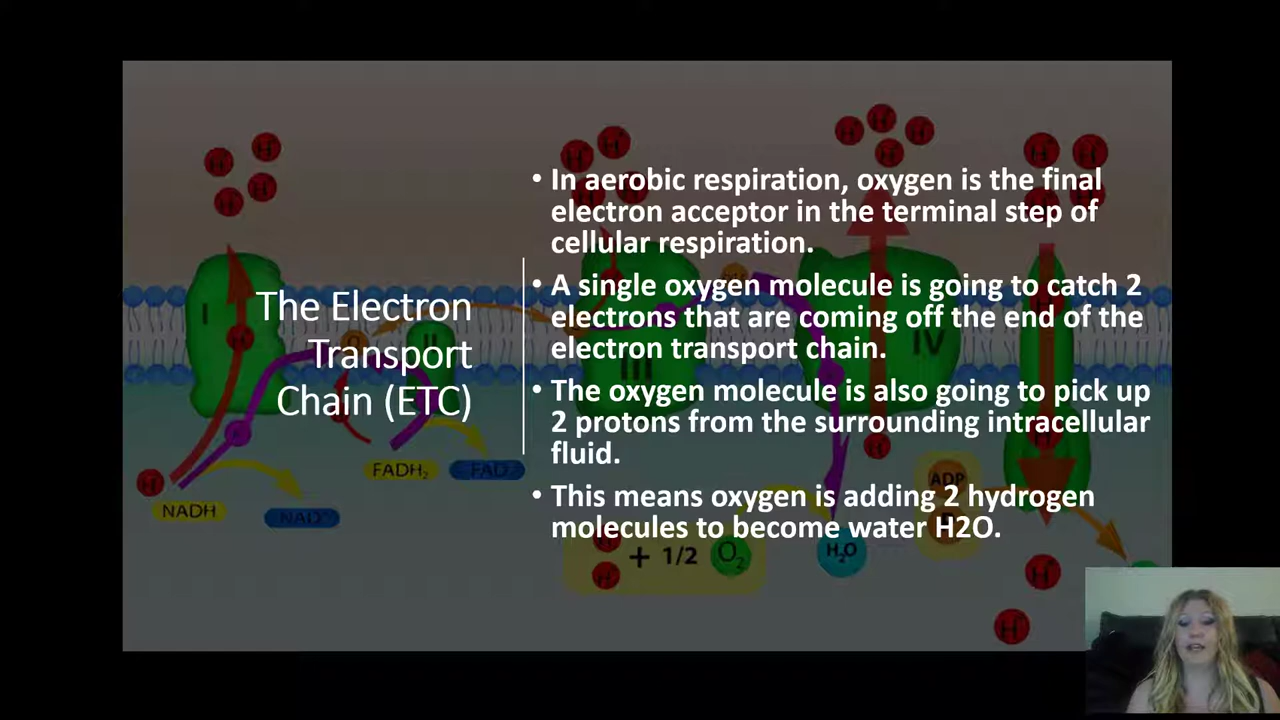 The Electron
Transport
Chain (ETC)
• In aerobic respiration, oxygen is the final
electron acceptor in the terminal step of
cellular respiration.
• A single oxygen molecule is going to catch 2
electrons that are coming off the end of the
electron transport chain.
• The oxygen molecule is also going to pick up
2 protons from the surrounding intracellular
fluid.
• This means oxygen is adding 2 hydrogen
molecules to become water H2O.
I
II
III
IV
NADH
NAD+
FADH₂
FAD
+ 1/2 O₂
H₂O
ADP